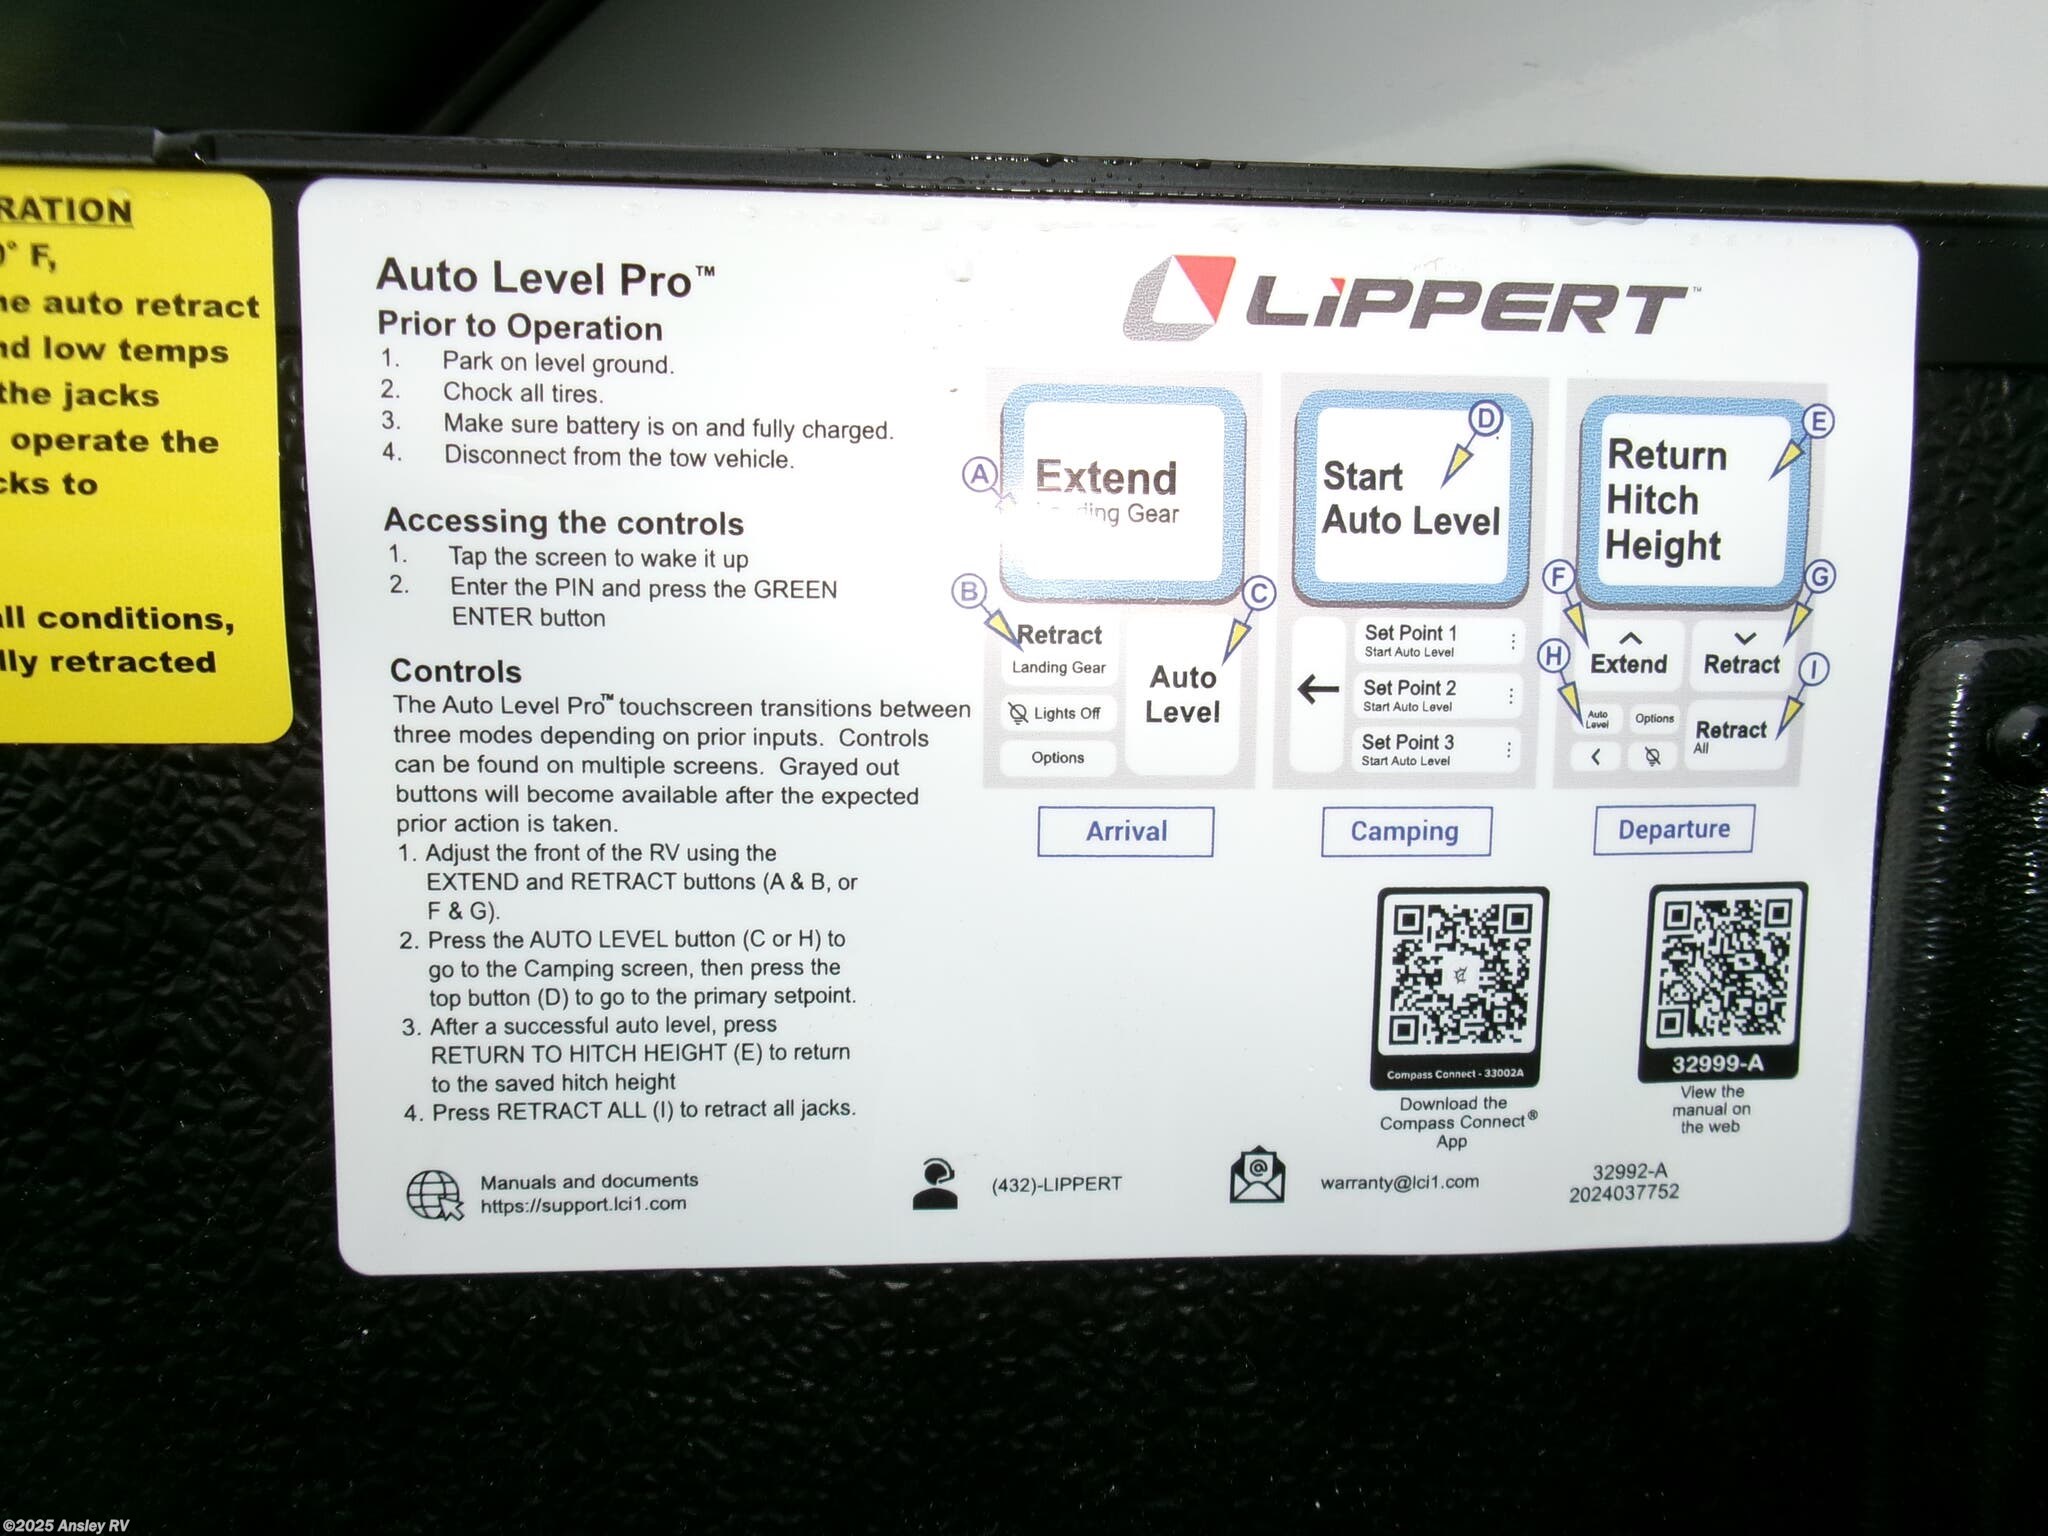 RATION
0° F,
he auto retract
nd low temps
the jacks
operate the
cks to
all conditions,
lly retracted
Auto Level Pro™
Prior to Operation
1. Park on level ground.
2. Chock all tires.
3. Make sure battery is on and fully charged.
4. Disconnect from the tow vehicle.
Accessing the controls
1. Tap the screen to wake it up
2. Enter the PIN and press the GREEN
ENTER button
Controls
The Auto Level Pro™ touchscreen transitions between
three modes depending on prior inputs. Controls
can be found on multiple screens. Grayed out
buttons will become available after the expected
prior action is taken.
1. Adjust the front of the RV using the
EXTEND and RETRACT buttons (A & B, or
F & G).
2. Press the AUTO LEVEL button (C or H) to
go to the Camping screen, then press the
top button (D) to go to the primary setpoint.
3. After a successful auto level, press
RETURN TO HITCH HEIGHT (E) to return
to the saved hitch height
4. Press RETRACT ALL (I) to retract all jacks.
LIPPERT™
A
Extend
ding Gear
B
C
Retract
Landing Gear
Lights Off
Options
Auto
Level
Arrival
D
Start
Auto Level
Set Point 1
Start Auto Level
Set Point 2
Start Auto Level
Set Point 3
Start Auto Level
Camping
E
Return
Hitch
Height
F
G
Extend
Retract
H
I
Auto
Level
Options
Retract
All
Departure
Compass Connect - 33002A
Download the
Compass Connect®
App
32999-A
View the
manual on
the web
Manuals and documents
https://support.lci1.com
(432)-LIPPERT
warranty@lci1.com
32992-A
2024037752
©2025 Ansley RV